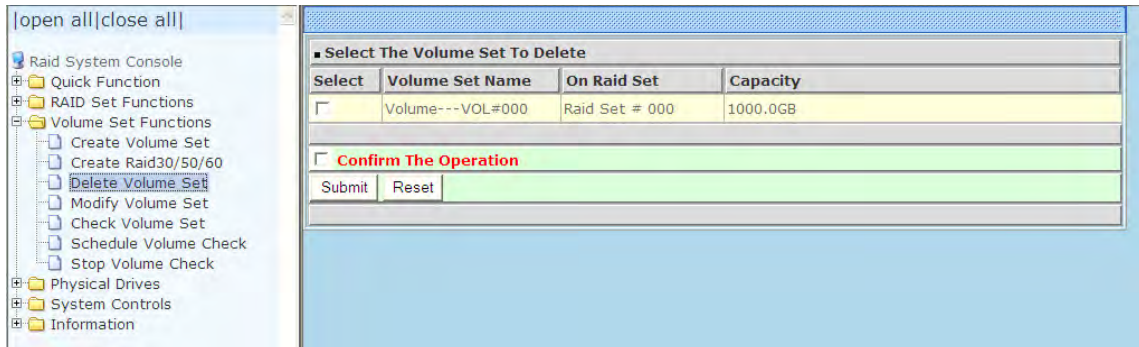 |open all|close all|
Raid System Console
Quick Function
RAID Set Functions
Volume Set Functions
Create Volume Set
Create Raid30/50/60
Delete Volume Set
Modify Volume Set
Check Volume Set
Schedule Volume Check
Stop Volume Check
Physical Drives
System Controls
Information
Select The Volume Set To Delete
Select Volume Set Name On Raid Set Capacity
Volume---VOL#000 Raid Set # 000 1000.0GB
Confirm The Operation
Submit Reset